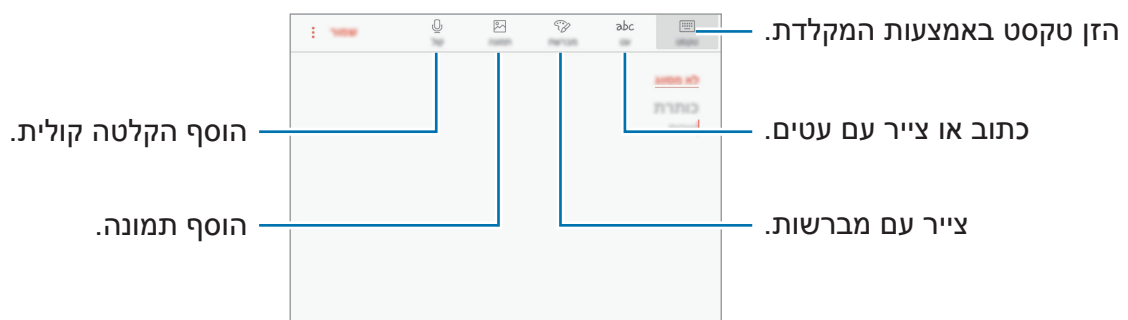 שמור
abc
הזן טקסט באמצעות המקלדת.
לא מסווג
כותרת
כתוב או צייר עם עטים.
הוסף הקלטה קולית.
צייר עם מברשות.
הוסף תמונה.